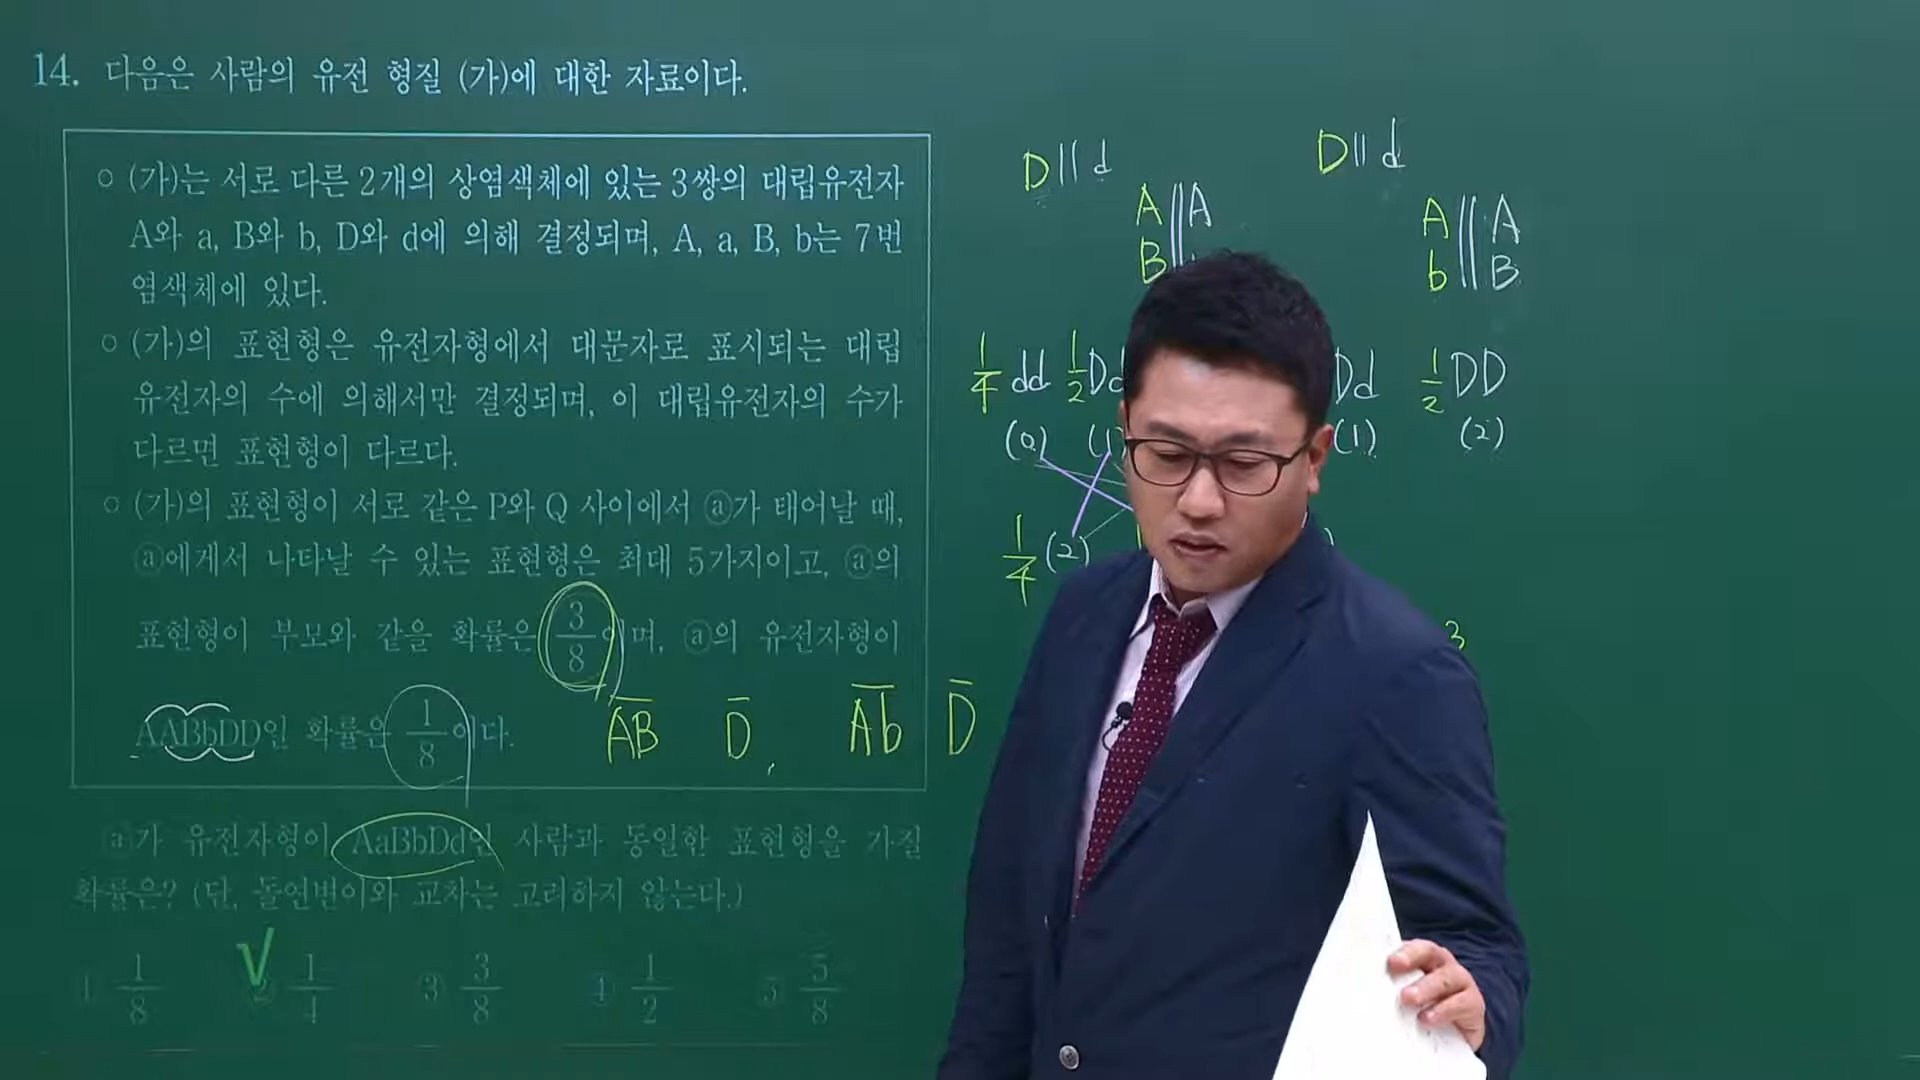 14. 다음은 사람의 유전 형질 (가)에 대한 자료이다.
○ (가)는 서로 다른 2개의 상염색체에 있는 3쌍의 대립유전자
A와 a, B와 b, D와 d에 의해 결정되며, A, a, B, b는 7번
염색체에 있다.
○ (가)의 표현형은 유전자형에서 대문자로 표시되는 대립
유전자의 수에 의해서만 결정되며, 이 대립유전자의 수가
다르면 표현형이 다르다.
○ (가)의 표현형이 서로 같은 P와 Q 사이에서 ⓐ가 태어날 때,
ⓐ에게서 나타날 수 있는 표현형은 최대 5가지이고, ⓐ의
표현형이 부모와 같을 확률은 3/8이며, ⓐ의 유전자형이
AABbDD인 확률은 1/8이다.
AB D, Ab D
ⓐ가 유전자형이 AaBbDd인 사람과 동일한 표현형을 가질
확률은? (단, 돌연변이와 교차는 고려하지 않는다.)
① 1/8 ② 1/4 ③ 3/8 ④ 1/2 ⑤ 5/8
√
D || d
A || A
B ||
D || d
A || A
b || B
1/4 dd 1/2 Dd
(0) (1)
Dd 1/2 DD
(1) (2)
1/4 (2)
3